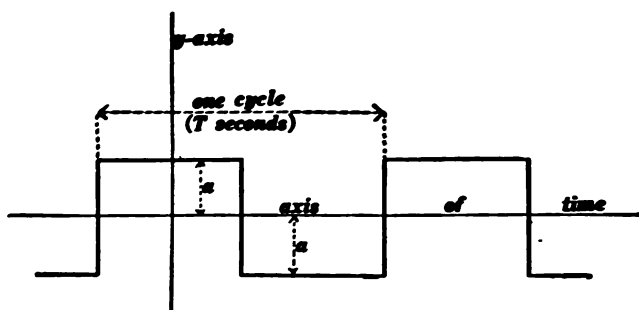 y-axis
one cycle
(T seconds)
a
axis of time
a